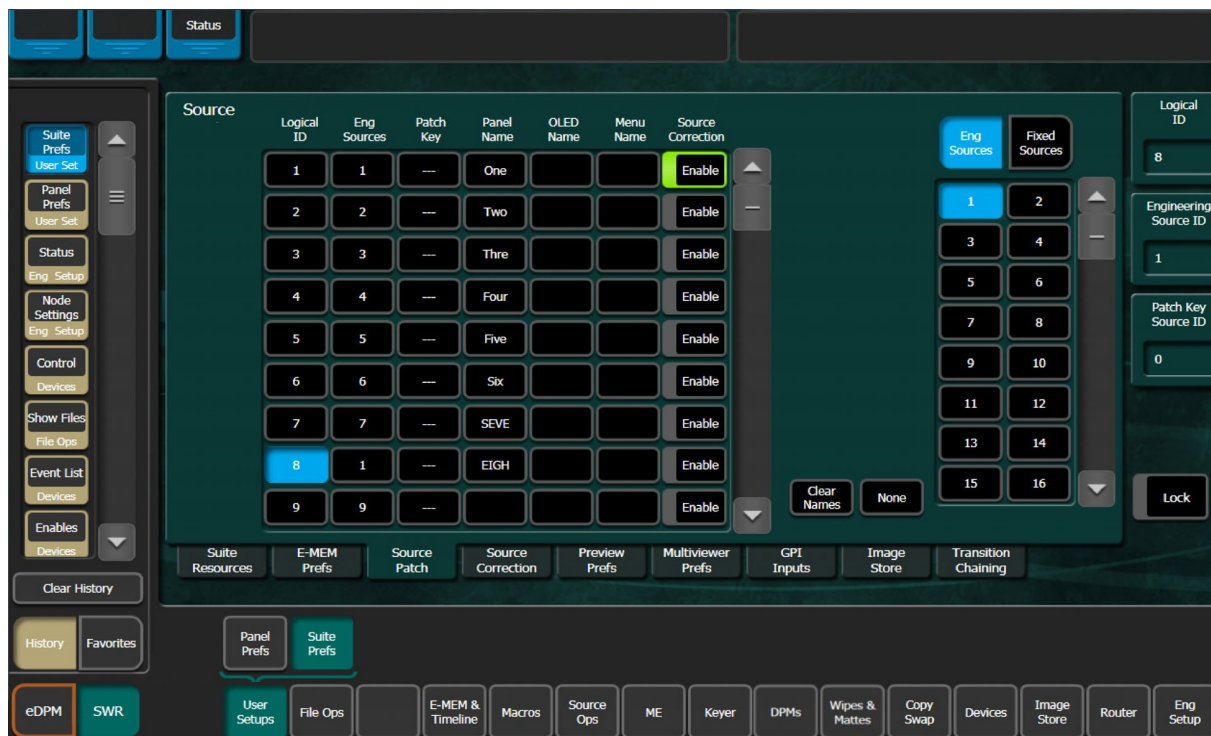 Status
Suite
Prefs
User Set
Panel
Prefs
User Set
Status
Eng Setup
Node
Settings
Eng Setup
Control
Devices
Show Files
File Ops
Event List
Devices
Enables
Devices
Clear History
History
Favorites
eDPM
SWR
Source
Logical
ID
Eng
Sources
Patch
Key
Panel
Name
OLED
Name
Menu
Name
Source
Correction
1 1 --- One Enable
2 2 --- Two Enable
3 3 --- Thre Enable
4 4 --- Four Enable
5 5 --- Five Enable
6 6 --- Six Enable
7 7 --- SEVE Enable
8 1 --- EIGH Enable
9 9 --- Enable
Clear
Names
None
Eng
Sources
Fixed
Sources
1 2
3 4
5 6
7 8
9 10
11 12
13 14
15 16
Logical
ID
8
Engineering
Source ID
1
Patch Key
Source ID
0
Lock
Suite
Resources
E-MEM
Prefs
Source
Patch
Source
Correction
Preview
Prefs
Multiviewer
Prefs
GPI
Inputs
Image
Store
Transition
Chaining
Panel
Prefs
Suite
Prefs
User
Setups
File Ops
E-MEM &
Timeline
Macros
Source
Ops
ME
Keyer
DPMs
Wipes &
Mattes
Copy
Swap
Devices
Image
Store
Router
Eng
Setup